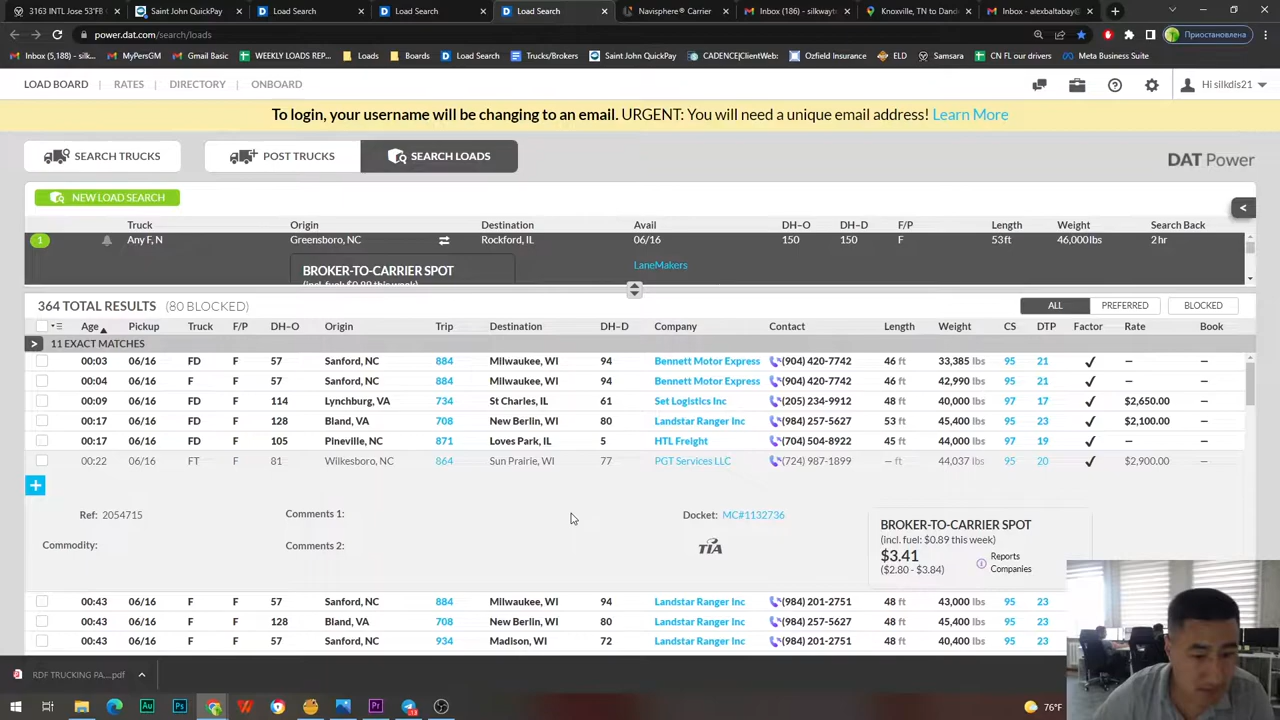 3163 INTL Jose 53"FB C
Saint John QuickPay
Load Search
Load Search
Load Search
Navisphere® Carrier
Inbox (186) - silkwayt
Knoxville, TN to Dand
Inbox - alexbaltabay@
power.dat.com/search/loads
Приостановлена
Inbox (5,188) - silk...
MyPersGM
Gmail Basic
WEEKLY LOADS REP...
Loads
Boards
Load Search
Trucks/Brokers
Saint John QuickPay
CADENCE|ClientWeb:
Ozfield Insurance
ELD
Samsara
CN FL our drivers
Meta Business Suite
LOAD BOARD RATES DIRECTORY ONBOARD
Hi silkdis21
To login, your username will be changing to an email. URGENT: You will need a unique email address! Learn More
SEARCH TRUCKS POST TRUCKS SEARCH LOADS
DAT Power
NEW LOAD SEARCH
<
Truck Origin Destination Avail DH–O DH–D F/P Length Weight Search Back
1 Any F, N Greensboro, NC Rockford, IL 06/16 150 150 F 53 ft 46,000 lbs 2 hr
LaneMakers
BROKER-TO-CARRIER SPOT
(incl. fuel: $0.89 this week)
364 TOTAL RESULTS (80 BLOCKED)
ALL PREFERRED BLOCKED
Age Pickup Truck F/P DH–O Origin Trip Destination DH–D Company Contact Length Weight CS DTP Factor Rate Book
> 11 EXACT MATCHES
00:03 06/16 FD F 57 Sanford, NC 884 Milwaukee, WI 94 Bennett Motor Express (904) 420-7742 46 ft 33,385 lbs 95 21 ✓ – –
00:04 06/16 FD F 57 Sanford, NC 884 Milwaukee, WI 94 Bennett Motor Express (904) 420-7742 46 ft 42,990 lbs 95 21 ✓ – –
00:09 06/16 FD F 114 Lynchburg, VA 734 St Charles, IL 61 Set Logistics Inc (205) 234-9912 48 ft 40,000 lbs 97 17 ✓ $2,650.00 –
00:17 06/16 FD F 128 Bland, VA 708 New Berlin, WI 80 Landstar Ranger Inc (984) 257-5627 53 ft 45,400 lbs 95 23 ✓ $2,100.00 –
00:17 06/16 FD F 105 Pineville, NC 871 Loves Park, IL 5 HTL Freight (704) 504-8922 45 ft 44,000 lbs 97 19 ✓ – –
00:22 06/16 FT F 81 Wilkesboro, NC 864 Sun Prairie, WI 77 PGT Services LLC (724) 987-1899 – ft 44,037 lbs 95 20 ✓ $2,900.00 –
+
Ref: 2054715 Comments 1: Docket: MC#1132736
Commodity: Comments 2: TIA
BROKER-TO-CARRIER SPOT
(incl. fuel: $0.89 this week)
$3.41
($2.80 - $3.84)
Reports
Companies
00:43 06/16 F F 57 Sanford, NC 884 Milwaukee, WI 94 Landstar Ranger Inc (984) 201-2751 48 ft 43,000 lbs 95 23
00:43 06/16 F F 128 Bland, VA 708 New Berlin, WI 80 Landstar Ranger Inc (984) 257-5627 48 ft 45,400 lbs 95 23
00:43 06/16 F F 57 Sanford, NC 934 Madison, WI 72 Landstar Ranger Inc (984) 201-2751 48 ft 40,400 lbs 95 23
RDF TRUCKING PA....pdf
76°F